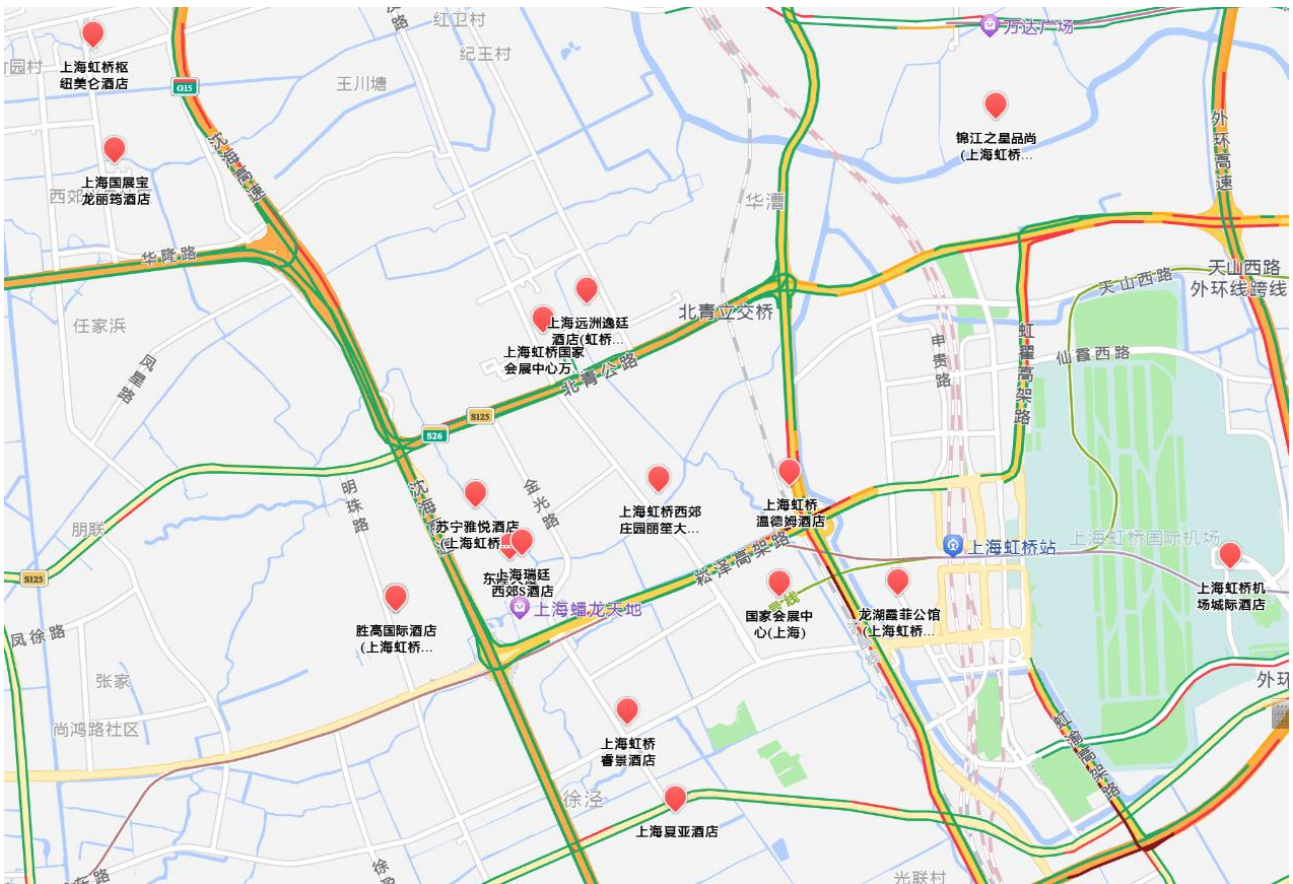 红卫村
纪王村
万达广场
上海虹桥枢
纽美仑酒店
王川塘
G15
沈海高速
外环高速
锦江之星品尚
(上海虹桥...
上海国展宝
龙丽筠酒店
华漕
华隆路
天山西路
天山西路
外环线跨线
上海远洲逸廷
酒店(虹桥...
北青立交桥
任家浜
上海虹桥国家
会展中心万
申贵路
虹翟高架路
仙霞西路
凤星路
北青公路
S125
S26
明珠路
沈海
金光路
上海虹桥西郊
庄园丽笙大...
上海虹桥
温德姆酒店
朋联
苏宁雅悦酒店
(上海虹桥...
上海虹桥站
上海虹桥国际机场
崧泽高架路
S125
上海瑞廷
西郊S酒店
上海虹桥机
场城际酒店
上海蟠龙天地
国家会展中
心(上海)
龙湖霞菲公馆
(上海虹桥...
号线
凤徐路
胜高国际酒店
(上海虹桥...
张家
外环
尚鸿路社区
上海虹桥
睿景酒店
虹渝高架路
徐泾
上海夏亚酒店
光联村
东路